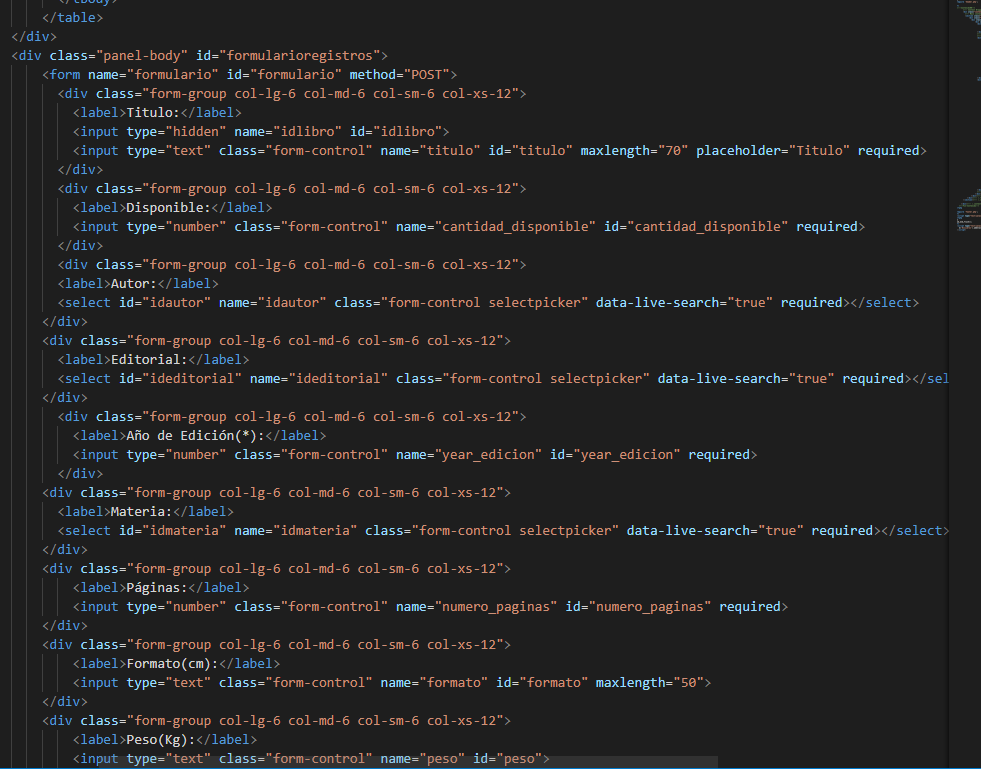 </tbody>
</table>
</div>
<div class="panel-body" id="formularioregistros">
<form name="formulario" id="formulario" method="POST">
<div class="form-group col-lg-6 col-md-6 col-sm-6 col-xs-12">
<label>Titulo:</label>
<input type="hidden" name="idlibro" id="idlibro">
<input type="text" class="form-control" name="titulo" id="titulo" maxlength="70" placeholder="Titulo" required>
</div>
<div class="form-group col-lg-6 col-md-6 col-sm-6 col-xs-12">
<label>Disponible:</label>
<input type="number" class="form-control" name="cantidad_disponible" id="cantidad_disponible" required>
</div>
<div class="form-group col-lg-6 col-md-6 col-sm-6 col-xs-12">
<label>Autor:</label>
<select id="idautor" name="idautor" class="form-control selectpicker" data-live-search="true" required></select>
</div>
<div class="form-group col-lg-6 col-md-6 col-sm-6 col-xs-12">
<label>Editorial:</label>
<select id="ideditorial" name="ideditorial" class="form-control selectpicker" data-live-search="true" required></sel
</div>
<div class="form-group col-lg-6 col-md-6 col-sm-6 col-xs-12">
<label>Año de Edición(*):</label>
<input type="number" class="form-control" name="year_edicion" id="year_edicion" required>
</div>
<div class="form-group col-lg-6 col-md-6 col-sm-6 col-xs-12">
<label>Materia:</label>
<select id="idmateria" name="idmateria" class="form-control selectpicker" data-live-search="true" required></select>
</div>
<div class="form-group col-lg-6 col-md-6 col-sm-6 col-xs-12">
<label>Páginas:</label>
<input type="number" class="form-control" name="numero_paginas" id="numero_paginas" required>
</div>
<div class="form-group col-lg-6 col-md-6 col-sm-6 col-xs-12">
<label>Formato(cm):</label>
<input type="text" class="form-control" name="formato" id="formato" maxlength="50">
</div>
<div class="form-group col-lg-6 col-md-6 col-sm-6 col-xs-12">
<label>Peso(Kg):</label>
<input type="text" class="form-control" name="peso" id="peso">